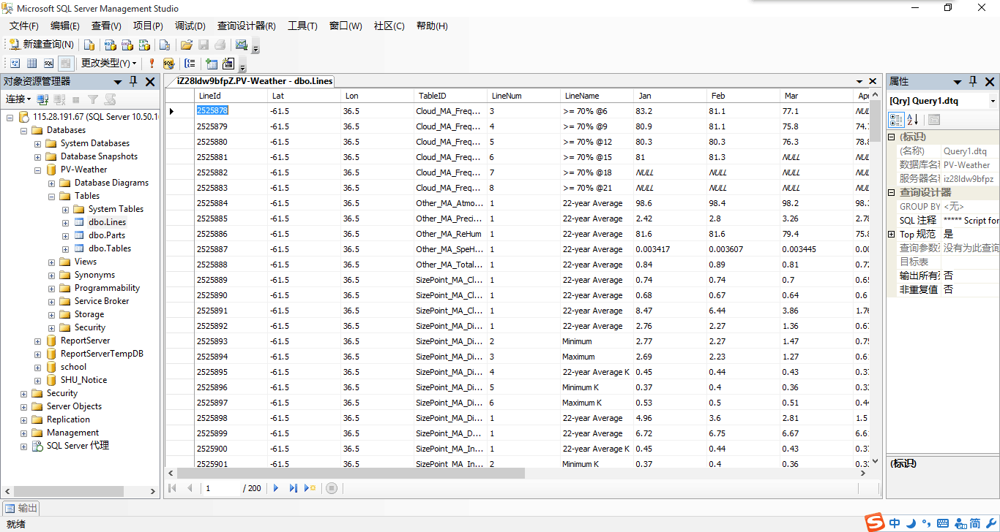 Microsoft SQL Server Management Studio
文件(F) 编辑(E) 查看(V) 项目(P) 调试(D) 查询设计器(R) 工具(T) 窗口(W) 社区(C) 帮助(H)
新建查询(N)
更改类型(Y)
对象资源管理器
连接
115.28.191.67 (SQL Server 10.50.16
Databases
System Databases
Database Snapshots
PV-Weather
Database Diagrams
Tables
System Tables
dbo.Lines
dbo.Parts
dbo.Tables
Views
Synonyms
Programmability
Service Broker
Storage
Security
ReportServer
ReportServerTempDB
school
SHU_Notice
Security
Server Objects
Replication
Management
SQL Server 代理
iZ28ldw9bfpZ.PV-Weather - dbo.Lines
LineId Lat Lon TableID LineNum LineName Jan Feb Mar Apr
2525878 -61.5 36.5 Cloud_MA_Freq... 3 >= 70% @6 83.2 81.1 77.1 NUL
2525879 -61.5 36.5 Cloud_MA_Freq... 4 >= 70% @9 80.9 81.1 75.8 74.
2525880 -61.5 36.5 Cloud_MA_Freq... 5 >= 70% @12 80.3 80.3 76.3 78.8
2525881 -61.5 36.5 Cloud_MA_Freq... 6 >= 70% @15 81 81.3 NULL NUL
2525882 -61.5 36.5 Cloud_MA_Freq... 7 >= 70% @18 NULL NULL NULL NUL
2525883 -61.5 36.5 Cloud_MA_Freq... 8 >= 70% @21 NULL NULL NULL NUL
2525884 -61.5 36.5 Other_MA_Atmo... 1 22-year Average 98.6 98.4 98.2 98.
2525885 -61.5 36.5 Other_MA_Preci... 1 22-year Average 2.42 2.8 3.26 2.78
2525886 -61.5 36.5 Other_MA_ReHum 1 22-year Average 81.6 81.6 79.4 75.8
2525887 -61.5 36.5 Other_MA_SpeH... 1 22-year Average 0.003417 0.003607 0.003445 0.00
2525888 -61.5 36.5 Other_MA_Total... 1 22-year Average 0.84 0.89 0.81 0.72
2525889 -61.5 36.5 SizePoint_MA_Cl... 1 22-year Average 0.74 0.74 0.7 0.65
2525890 -61.5 36.5 SizePoint_MA_Cl... 1 22-year Average 0.68 0.67 0.64 0.6
2525891 -61.5 36.5 SizePoint_MA_Cl... 1 22-year Average 8.47 6.44 3.86 1.76
2525892 -61.5 36.5 SizePoint_MA_Di... 1 22-year Average 2.76 2.27 1.36 0.67
2525893 -61.5 36.5 SizePoint_MA_Di... 2 Minimum 2.77 2.27 1.47 0.75
2525894 -61.5 36.5 SizePoint_MA_Di... 3 Maximum 2.69 2.23 1.27 0.61
2525895 -61.5 36.5 SizePoint_MA_Di... 4 22-year Average K 0.45 0.44 0.43 0.37
2525896 -61.5 36.5 SizePoint_MA_Di... 5 Minimum K 0.37 0.4 0.36 0.33
2525897 -61.5 36.5 SizePoint_MA_Di... 6 Maximum K 0.53 0.5 0.51 0.44
2525898 -61.5 36.5 SizePoint_MA_Di... 1 22-year Average 4.96 3.6 2.81 1.5
2525899 -61.5 36.5 SizePoint_MA_D... 1 22-year Average 6.72 6.75 6.67 6.61
2525900 -61.5 36.5 SizePoint_MA_In... 1 22-year Average K 0.45 0.44 0.43 0.37
2525901 -61.5 36.5 SizePoint_MA_In... 2 Minimum K 0.37 0.4 0.36 0.33
1 / 200
属性
[Qry] Query1.dtq
(标识)
(名称) Query1.dtq
数据库名称 PV-Weather
服务器名称 iz28ldw9bfpz
查询设计器
GROUP BY <无>
SQL 注释 ***** Script for
Top 规范 是
查询参数列 没有为此查询
目标表
输出所有列 否
非重复值 否
(标识)
输出
就绪
中 简